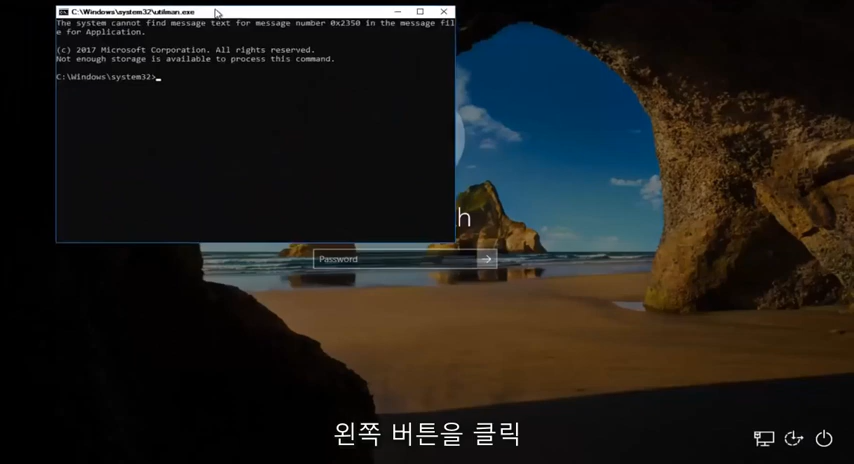 C:\Windows\system32\utilman.exe
The system cannot find message text for message number 0x2350 in the message fil
e for Application.
(c) 2017 Microsoft Corporation. All rights reserved.
Not enough storage is available to process this command.
C:\Windows\system32>
h
Password
왼쪽 버튼을 클릭